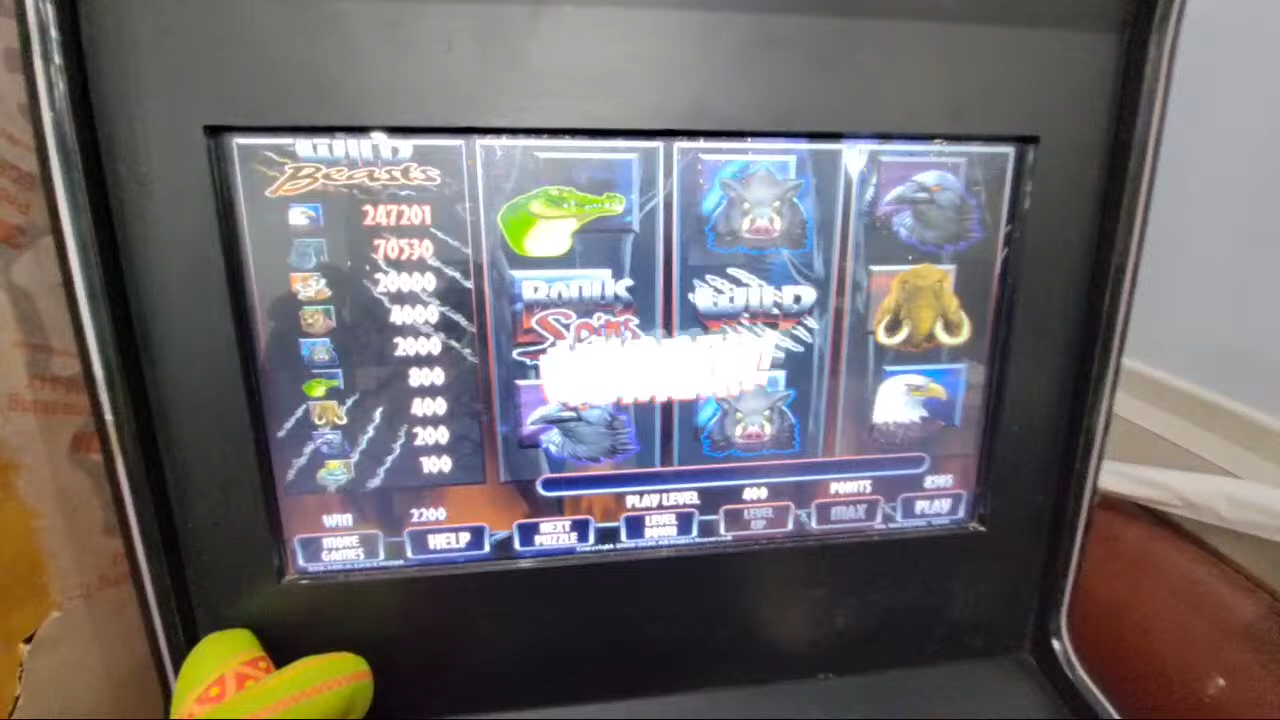 WILD
Beasts
247201
70530
20000
4000
2000
800
400
200
100
BONUS
Spins
WILD
WIN 2200
PLAY LEVEL 400
POINTS
MORE GAMES
HELP
NEXT PUZZLE
LEVEL DOWN
LEVEL UP
MAX
PLAY